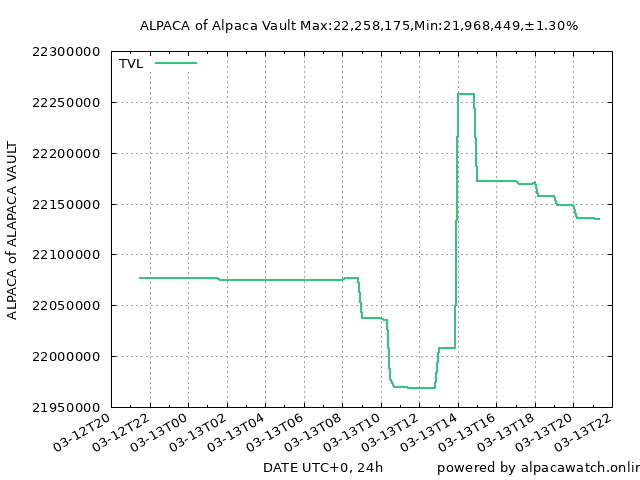 ALPACA of Alpaca Vault Max:22,258,175,Min:21,968,449,±1.30%
TVL
22300000
22250000
22200000
22150000
22100000
22050000
22000000
21950000
ALPACA of ALAPACA VAULT
03-12T20
03-12T22
03-13T00
03-13T02
03-13T04
03-13T06
03-13T08
03-13T10
03-13T12
03-13T14
03-13T16
03-13T18
03-13T20
03-13T22
DATE UTC+0, 24h
powered by alpacawatch.onlin